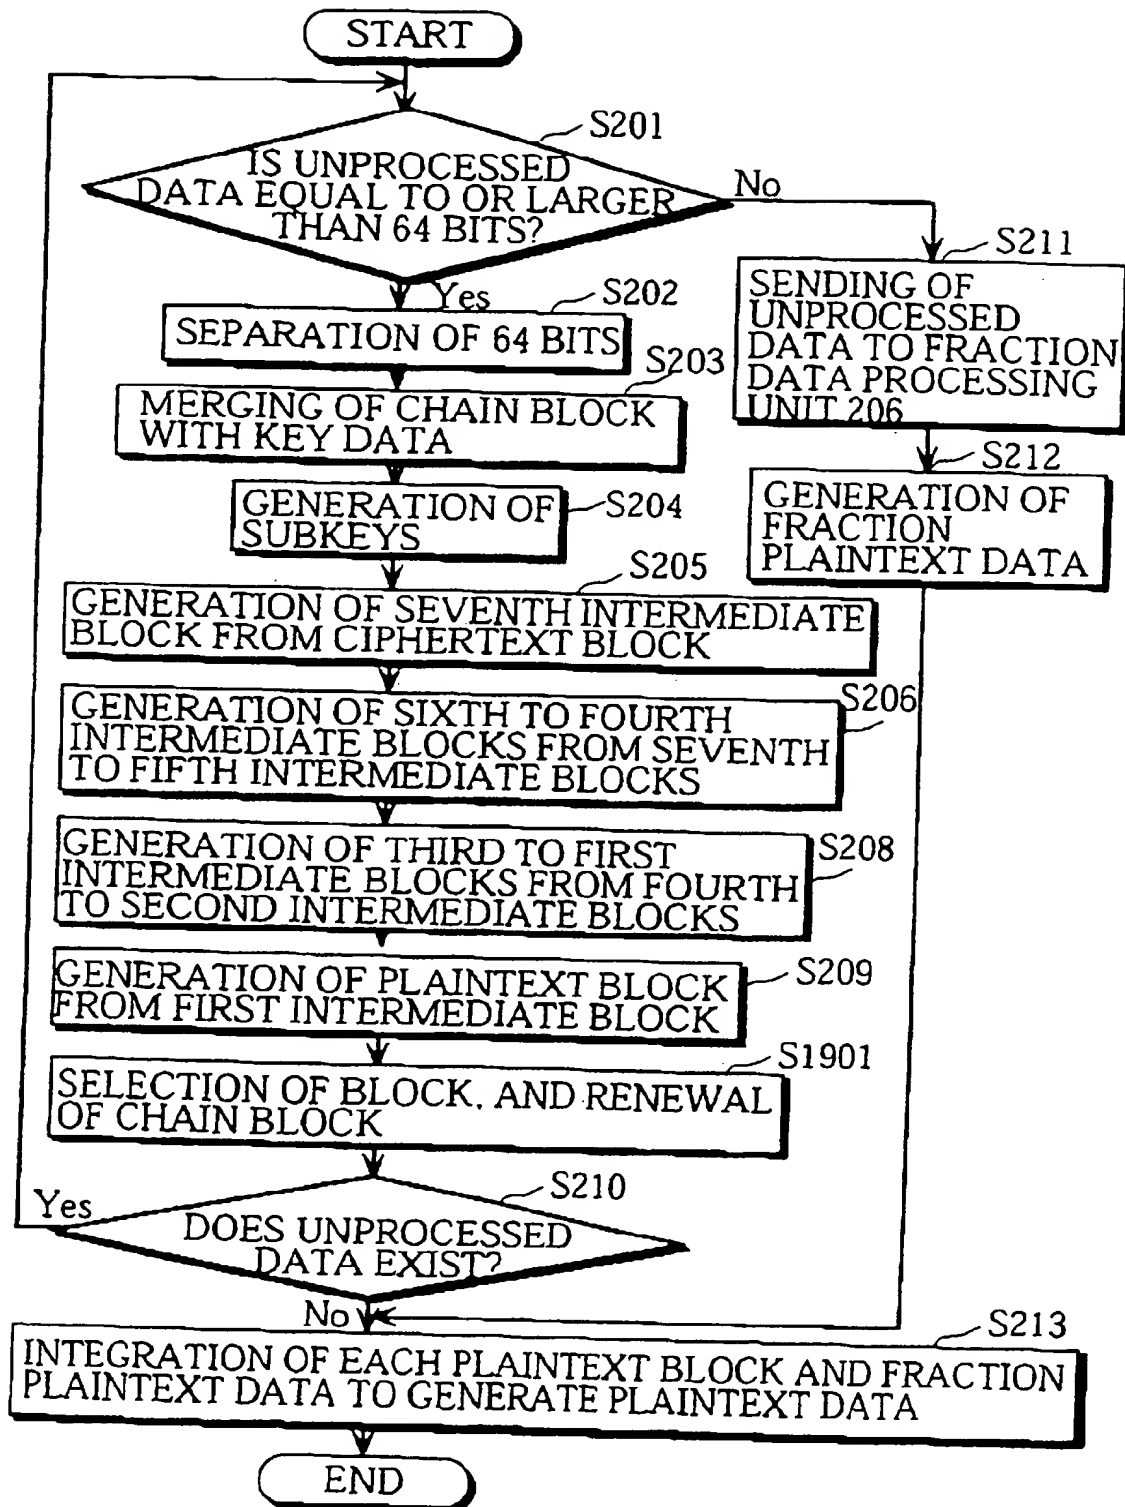 START
S201
IS UNPROCESSED
DATA EQUAL TO OR LARGER
THAN 64 BITS?
No
Yes
S202
SEPARATION OF 64 BITS
S203
MERGING OF CHAIN BLOCK
WITH KEY DATA
S204
GENERATION OF
SUBKEYS
S205
GENERATION OF SEVENTH INTERMEDIATE
BLOCK FROM CIPHERTEXT BLOCK
S206
GENERATION OF SIXTH TO FOURTH
INTERMEDIATE BLOCKS FROM SEVENTH
TO FIFTH INTERMEDIATE BLOCKS
S208
GENERATION OF THIRD TO FIRST
INTERMEDIATE BLOCKS FROM FOURTH
TO SECOND INTERMEDIATE BLOCKS
S209
GENERATION OF PLAINTEXT BLOCK
FROM FIRST INTERMEDIATE BLOCK
S1901
SELECTION OF BLOCK, AND RENEWAL
OF CHAIN BLOCK
S210
Yes
DOES UNPROCESSED
DATA EXIST?
No
S211
SENDING OF
UNPROCESSED
DATA TO FRACTION
DATA PROCESSING
UNIT 206
S212
GENERATION OF
FRACTION
PLAINTEXT DATA
S213
INTEGRATION OF EACH PLAINTEXT BLOCK AND FRACTION
PLAINTEXT DATA TO GENERATE PLAINTEXT DATA
END